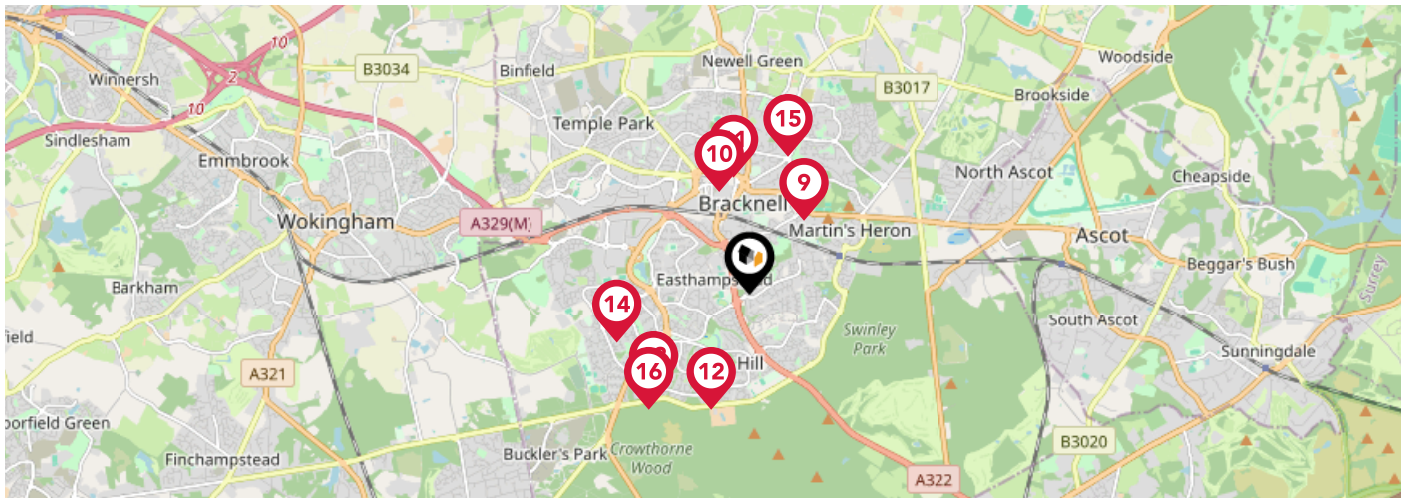 10
Winnersh
2
B3034
Binfield
Newell Green
Woodside
B3017
Brookside
10
Sindlesham
Temple Park
15
10
Emmbrook
9
North Ascot
Cheapside
Wokingham
A329(M)
Bracknell
Martin's Heron
Ascot
Beggar's Bush
Surrey
Barkham
Easthampstead
14
Swinley
Park
South Ascot
Sunningdale
A321
16
12
Hill
Finchampstead
Buckler's Park
Crowthorne
Wood
B3020
A322